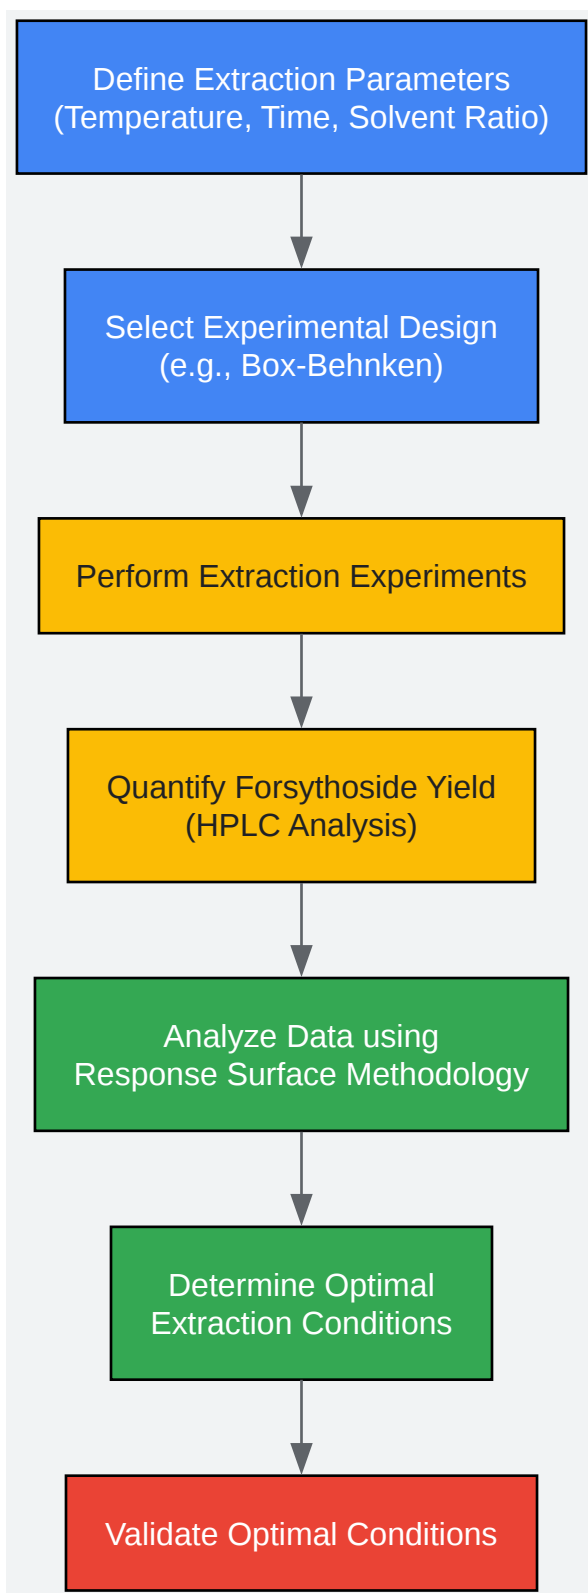 Define Extraction Parameters
(Temperature, Time, Solvent Ratio)
Select Experimental Design
(e.g., Box-Behnken)
Perform Extraction Experiments
Quantify Forsythoside Yield
(HPLC Analysis)
Analyze Data using
Response Surface Methodology
Determine Optimal
Extraction Conditions
Validate Optimal Conditions